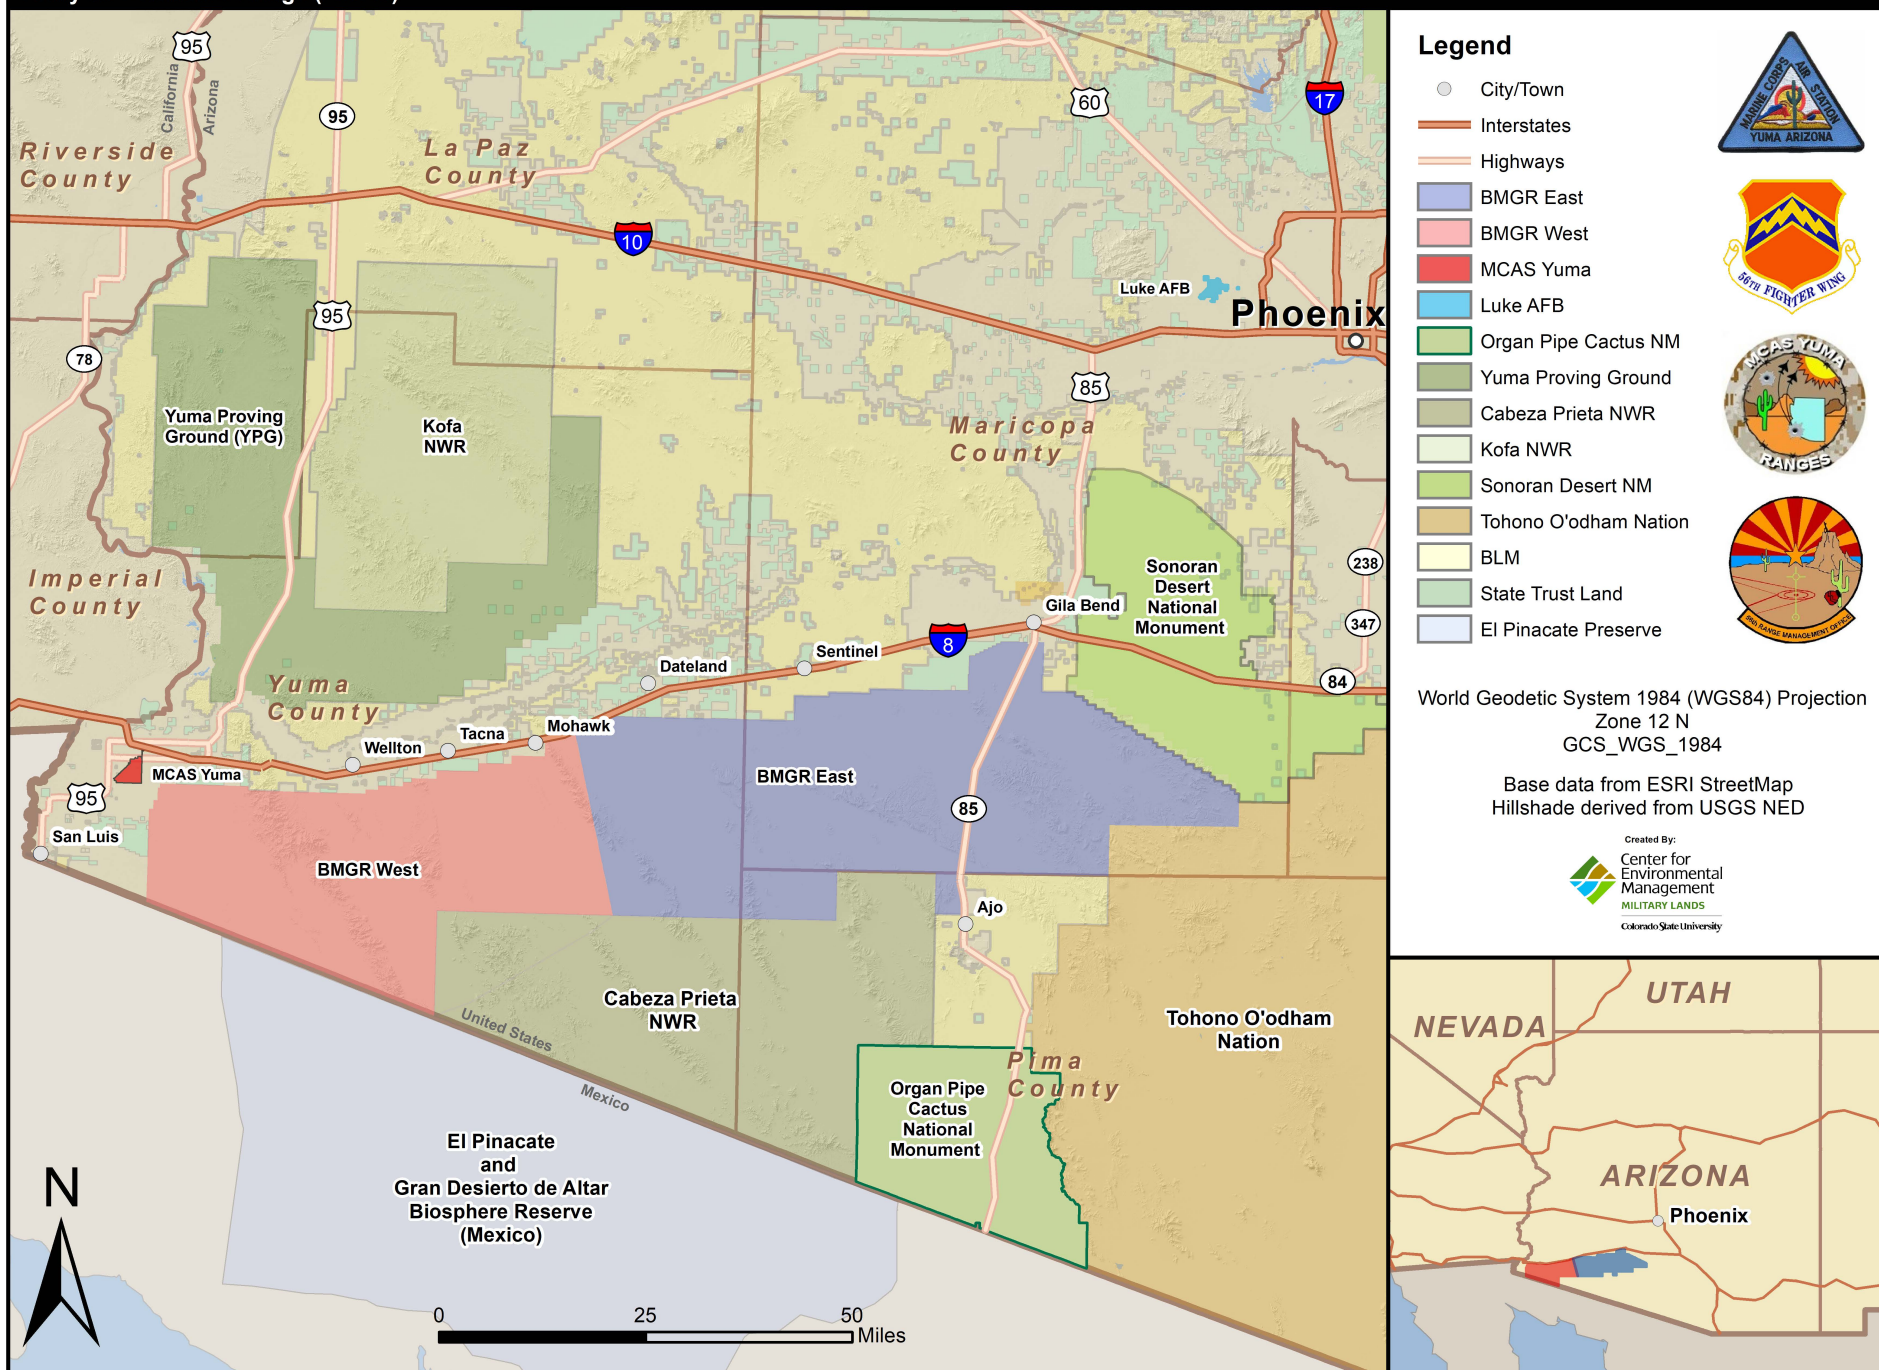 95
California
Arizona
95
60
17
Riverside
County
La Paz
County
10
Luke AFB
Phoenix
95
78
85
Yuma Proving
Ground (YPG)
Kofa
NWR
Maricopa
County
Imperial
County
Sonoran
Desert
National
Monument
238
Gila Bend
347
8
Sentinel
Dateland
84
Yuma
County
Mohawk
Tacna
Wellton
MCAS Yuma
BMGR East
95
85
San Luis
BMGR West
Ajo
Cabeza Prieta
NWR
United States
Mexico
Tohono O'odham
Nation
Pima
County
Organ Pipe
Cactus
National
Monument
El Pinacate
and
Gran Desierto de Altar
Biosphere Reserve
(Mexico)
N
0 25 50
Miles
Legend
City/Town
Interstates
Highways
BMGR East
BMGR West
MCAS Yuma
Luke AFB
Organ Pipe Cactus NM
Yuma Proving Ground
Cabeza Prieta NWR
Kofa NWR
Sonoran Desert NM
Tohono O'odham Nation
BLM
State Trust Land
El Pinacate Preserve
MARINE CORPS AIR STATION
YUMA ARIZONA
56TH FIGHTER WING
MCAS YUMA
RANGES
56th RANGE MANAGEMENT OFFICE
World Geodetic System 1984 (WGS84) Projection
Zone 12 N
GCS_WGS_1984
Base data from ESRI StreetMap
Hillshade derived from USGS NED
Created By:
Center for
Environmental
Management
MILITARY LANDS
Colorado State University
UTAH
NEVADA
ARIZONA
Phoenix